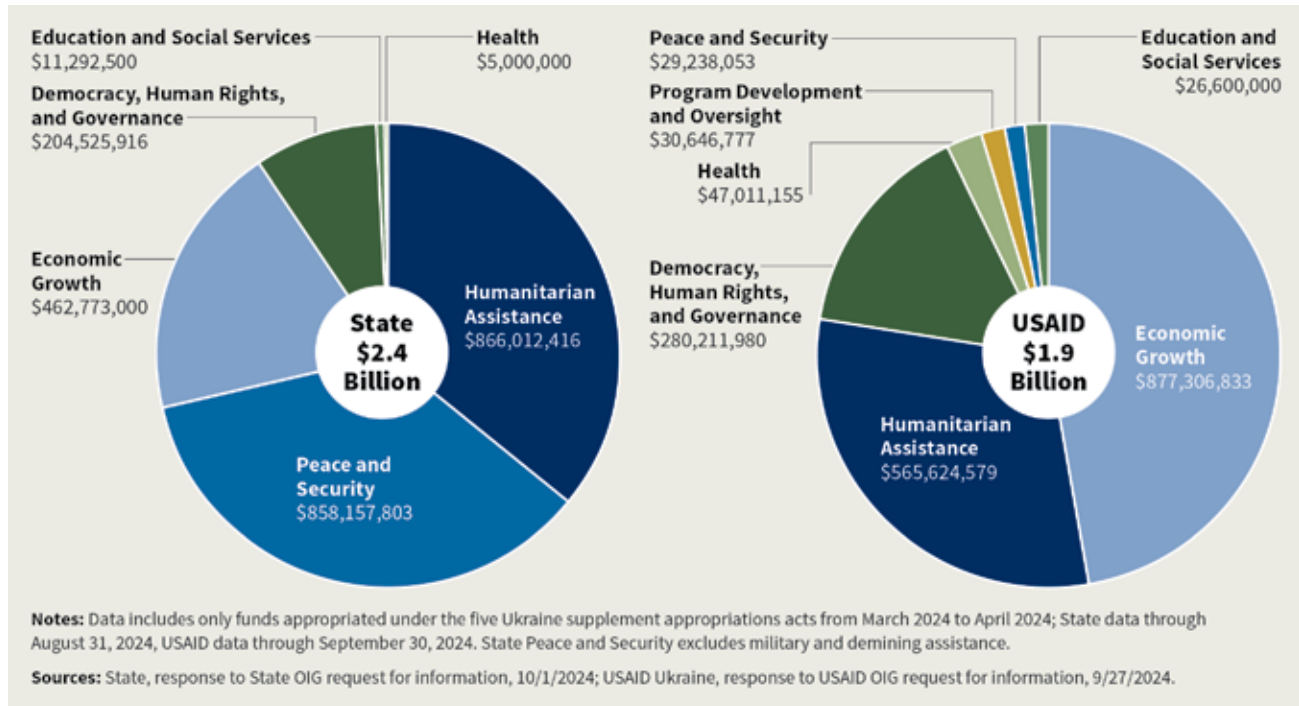 Education and Social Services
$11,292,500
Democracy, Human Rights,
and Governance
$204,525,916
Economic
Growth
$462,773,000
Health
$5,000,000
Humanitarian
Assistance
$866,012,416
State
$2.4
Billion
Peace and
Security
$858,157,803
Peace and Security
$29,238,053
Program Development
and Oversight
$30,646,777
Health
$47,011,155
Democracy,
Human Rights,
and Governance
$280,211,980
Education and
Social Services
$26,600,000
USAID
$1.9
Billion
Economic
Growth
$877,306,833
Humanitarian
Assistance
$565,624,579
Notes: Data includes only funds appropriated under the five Ukraine supplement appropriations acts from March 2024 to April 2024; State data through
August 31, 2024, USAID data through September 30, 2024. State Peace and Security excludes military and demining assistance.
Sources: State, response to State OIG request for information, 10/1/2024; USAID Ukraine, response to USAID OIG request for information, 9/27/2024.